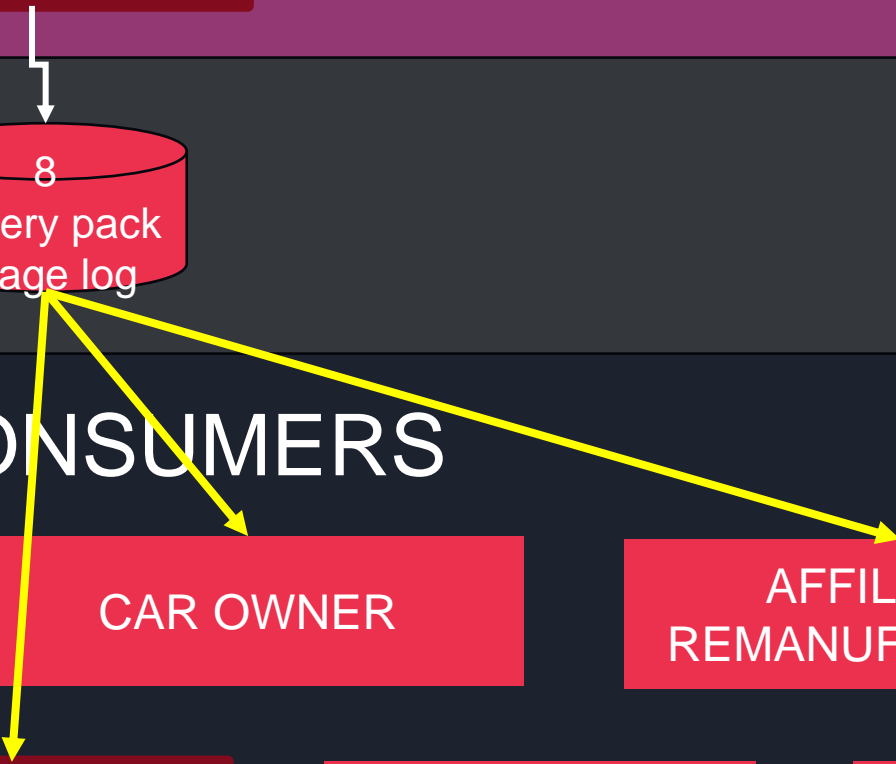 8
ery pack
age log
ONSUMERS
CAR OWNER
AFFIL
REMANUF